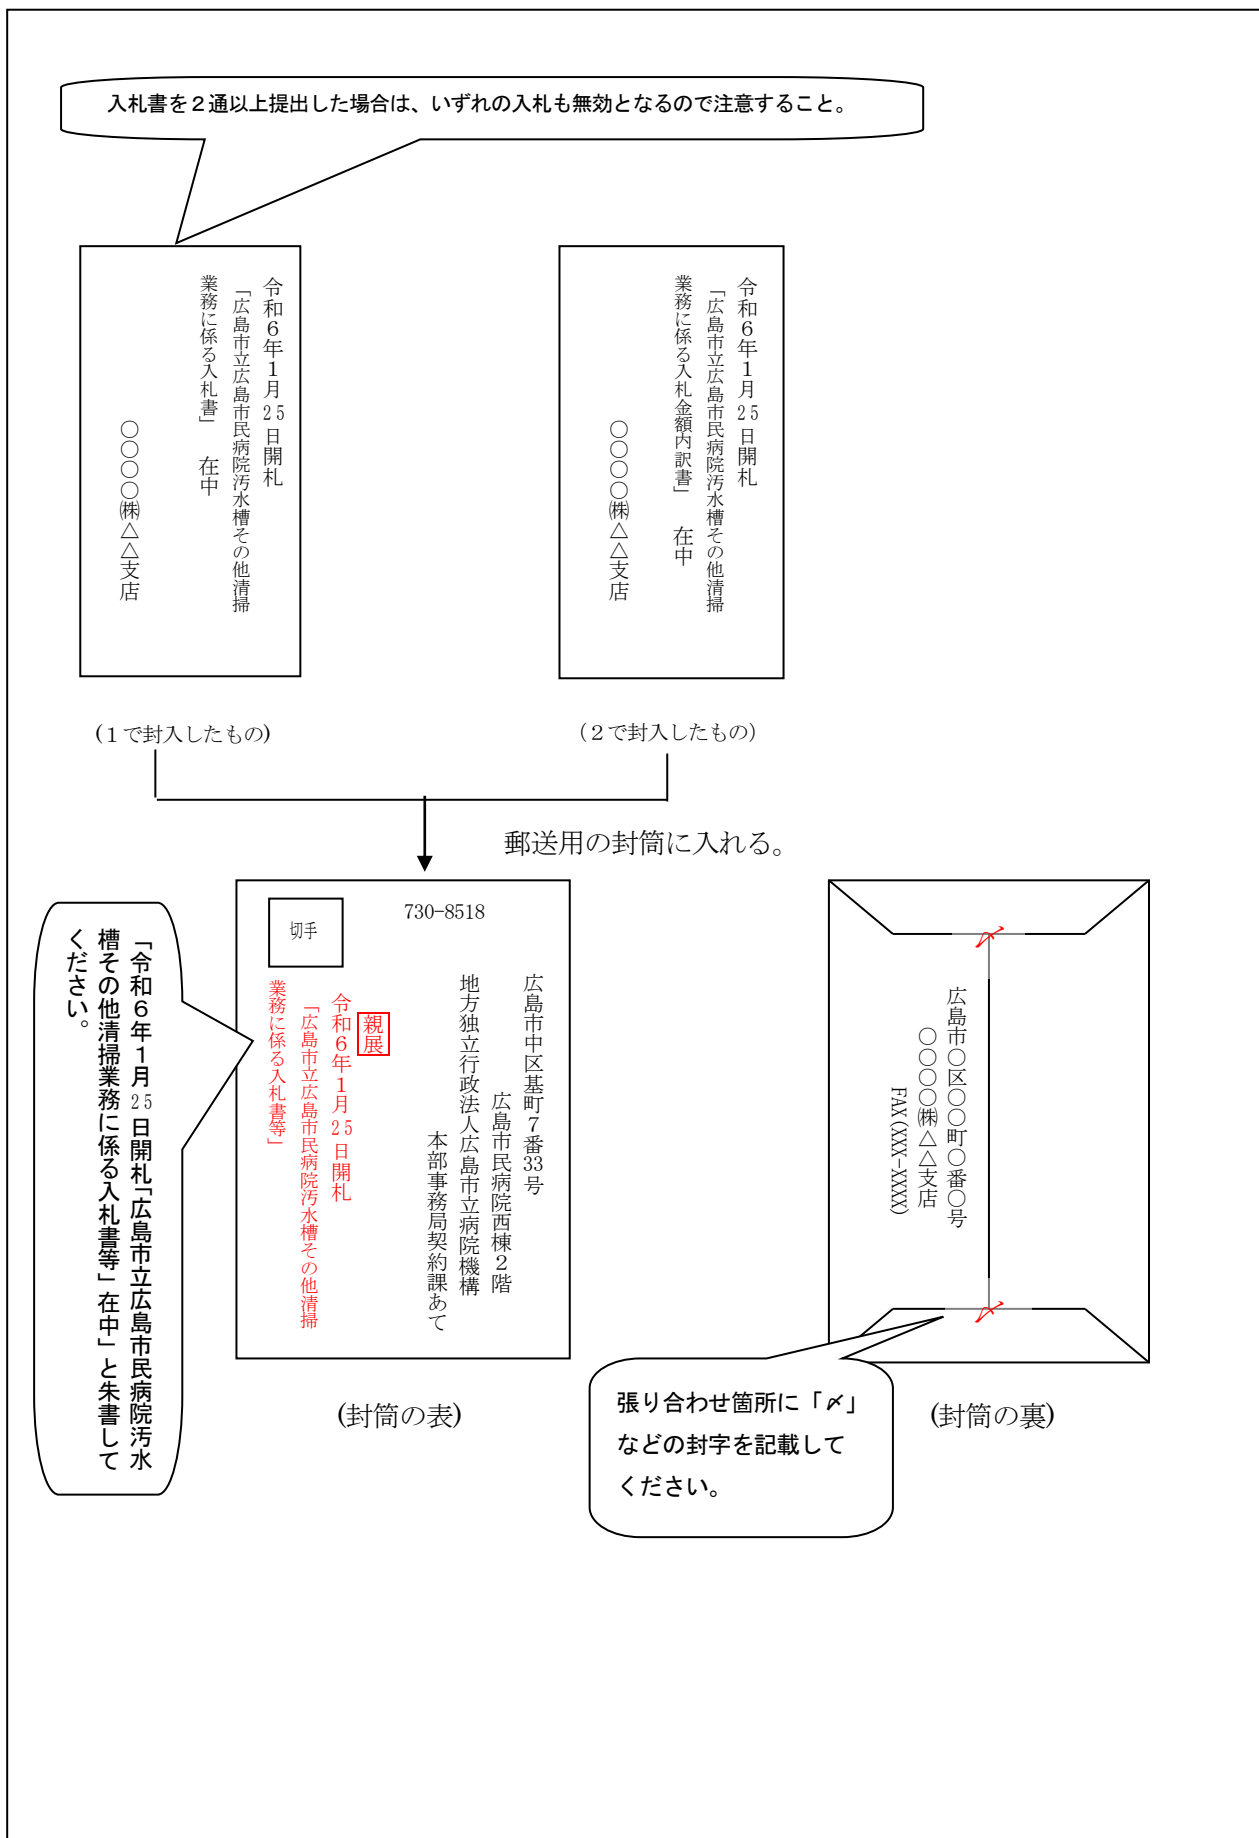 入札書を２通以上提出した場合は、いずれの入札も無効となるので注意すること。
令和６年１月25日開札
「広島市立広島市民病院汚水槽その他清掃
業務に係る入札書」　在中
〇〇〇〇㈱△△支店
令和６年１月25日開札
「広島市立広島市民病院汚水槽その他清掃
業務に係る入札金額内訳書」　在中
〇〇〇〇㈱△△支店
(１で封入したもの)
(２で封入したもの)
郵送用の封筒に入れる。
「令和６年１月25日開札「広島市立広島市民病院汚水
槽その他清掃業務に係る入札書等」在中」と朱書して
ください。
切手
730-8518
広島市中区基町７番33号
広島市民病院西棟２階
地方独立行政法人広島市立病院機構
本部事務局契約課あて
親展
令和６年１月25日開札
「広島市立広島市民病院汚水槽その他清掃
業務に係る入札書等」
(封筒の表)
〆
広島市〇区〇〇町〇番〇号
〇〇〇〇㈱△△支店
FAX(XXX-XXXX)
〆
張り合わせ箇所に「〆」
などの封字を記載して
ください。
(封筒の裏)